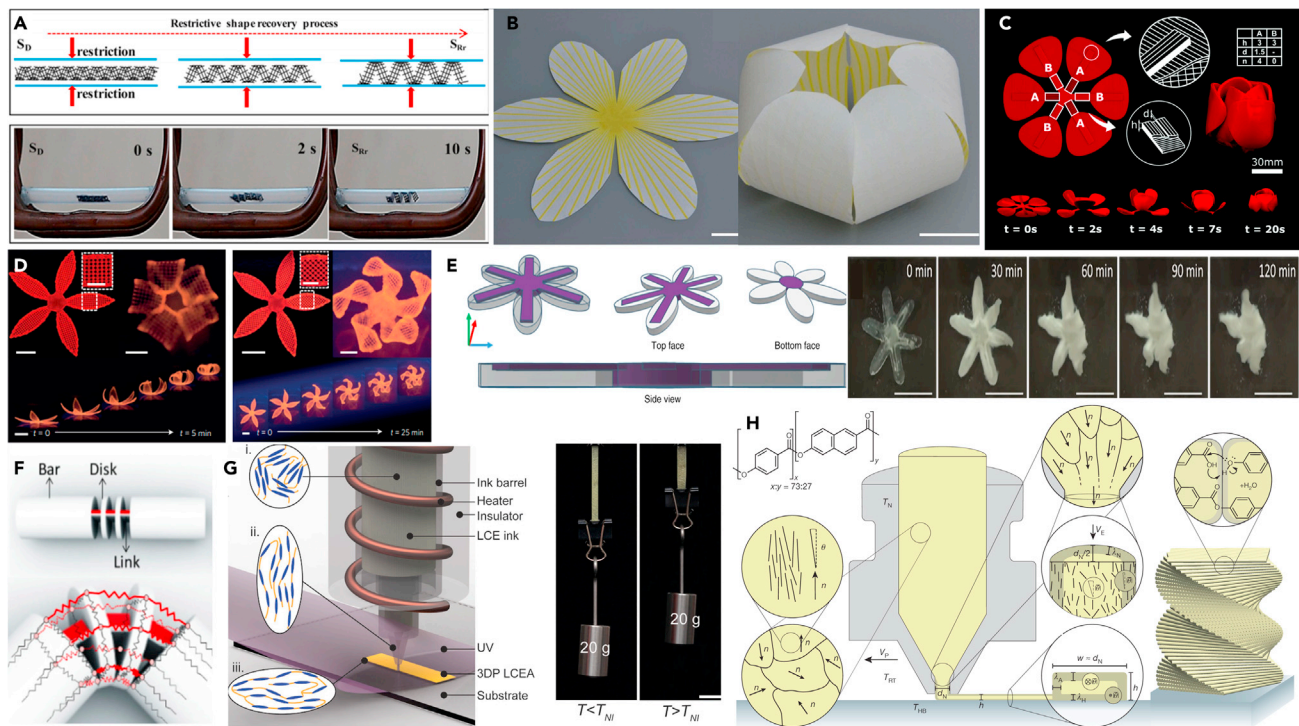 A
Restrictive shape recovery process
S_D
S_Rr
restriction
restriction
S_D 0 s
2 s
S_Rr 10 s
B
C
A
B
A
B
A
B
h
d
A B
h 3 3
d 1.5 -
n 4 0
30mm
t = 0s
t = 2s
t = 4s
t = 7s
t = 20s
D
t = 0
t = 5 min
t = 0
t = 25 min
E
Top face
Bottom face
Side view
0 min
30 min
60 min
90 min
120 min
F
Bar
Disk
Link
G
i.
ii.
iii.
Ink barrel
Heater
Insulator
LCE ink
UV
3DP LCEA
Substrate
20 g
20 g
T<T_NI
T>T_NI
H
O
O
O
O
x
y
x:y = 73:27
T_N
θ
n
n
n
n
n
n
V_P
T_RT
T_HB
d_N
h
n
n
n
n
n
V_E
d_N/2
λ_N
w = d_N
h
λ_H
O
OH
H
O
+H₂O
O